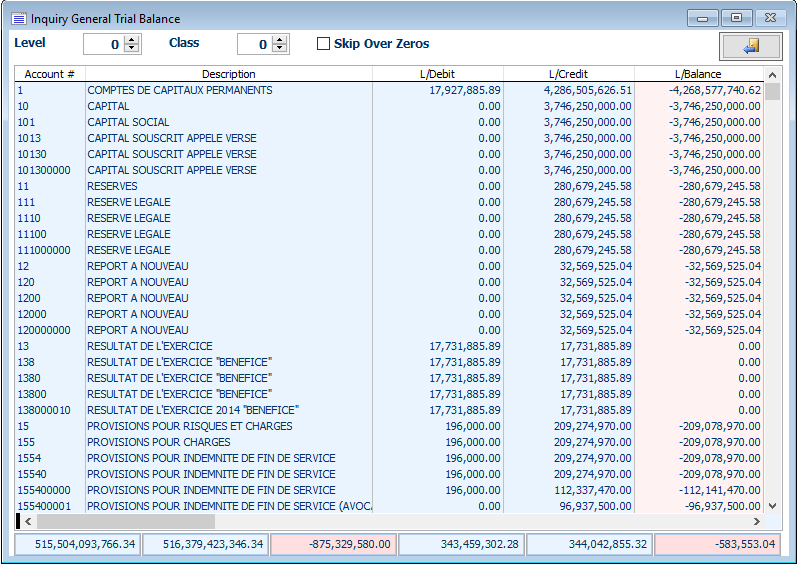 Inquiry General Trial Balance
Level 0 Class 0 Skip Over Zeros
Account # Description L/Debit L/Credit L/Balance
1 COMPTES DE CAPITAUX PERMANENTS 17,927,885.89 4,286,505,626.51 -4,268,577,740.62
10 CAPITAL 0.00 3,746,250,000.00 -3,746,250,000.00
101 CAPITAL SOCIAL 0.00 3,746,250,000.00 -3,746,250,000.00
1013 CAPITAL SOUSCRIT APPELE VERSE 0.00 3,746,250,000.00 -3,746,250,000.00
10130 CAPITAL SOUSCRIT APPELE VERSE 0.00 3,746,250,000.00 -3,746,250,000.00
101300000 CAPITAL SOUSCRIT APPELE VERSE 0.00 3,746,250,000.00 -3,746,250,000.00
11 RESERVES 0.00 280,679,245.58 -280,679,245.58
111 RESERVE LEGALE 0.00 280,679,245.58 -280,679,245.58
1110 RESERVE LEGALE 0.00 280,679,245.58 -280,679,245.58
11100 RESERVE LEGALE 0.00 280,679,245.58 -280,679,245.58
111000000 RESERVE LEGALE 0.00 280,679,245.58 -280,679,245.58
12 REPORT A NOUVEAU 0.00 32,569,525.04 -32,569,525.04
120 REPORT A NOUVEAU 0.00 32,569,525.04 -32,569,525.04
1200 REPORT A NOUVEAU 0.00 32,569,525.04 -32,569,525.04
12000 REPORT A NOUVEAU 0.00 32,569,525.04 -32,569,525.04
120000000 REPORT A NOUVEAU 0.00 32,569,525.04 -32,569,525.04
13 RESULTAT DE L'EXERCICE 17,731,885.89 17,731,885.89 0.00
138 RESULTAT DE L'EXERCICE "BENEFICE" 17,731,885.89 17,731,885.89 0.00
1380 RESULTAT DE L'EXERCICE "BENEFICE" 17,731,885.89 17,731,885.89 0.00
13800 RESULTAT DE L'EXERCICE "BENEFICE" 17,731,885.89 17,731,885.89 0.00
138000010 RESULTAT DE L'EXERCICE 2014 "BENEFICE" 17,731,885.89 17,731,885.89 0.00
15 PROVISIONS POUR RISQUES ET CHARGES 196,000.00 209,274,970.00 -209,078,970.00
155 PROVISIONS POUR CHARGES 196,000.00 209,274,970.00 -209,078,970.00
1554 PROVISIONS POUR INDEMNITE DE FIN DE SERVICE 196,000.00 209,274,970.00 -209,078,970.00
15540 PROVISIONS POUR INDEMNITE DE FIN DE SERVICE 196,000.00 209,274,970.00 -209,078,970.00
155400000 PROVISIONS POUR INDEMNITE DE FIN DE SERVICE 196,000.00 112,337,470.00 -112,141,470.00
155400001 PROVISIONS POUR INDEMNITE DE FIN DE SERVICE (AVOCA 0.00 96,937,500.00 -96,937,500.00
515,504,093,766.34 516,379,423,346.34 -875,329,580.00 343,459,302.28 344,042,855.32 -583,553.04